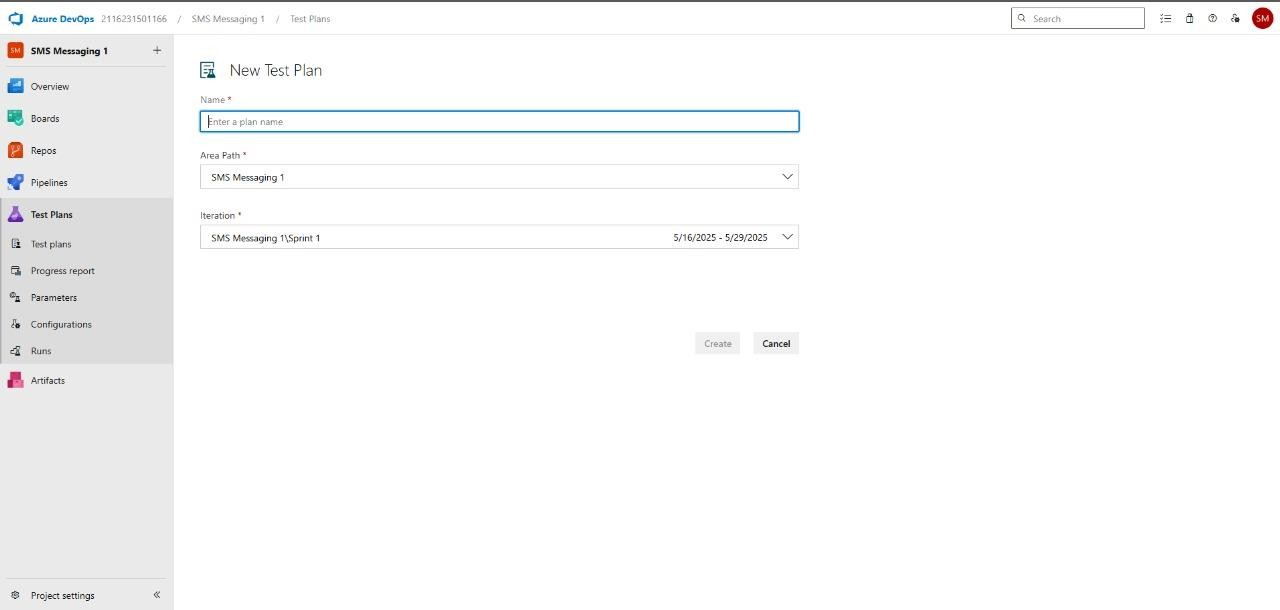 Azure DevOps 2116231501166 / SMS Messaging 1 / Test Plans
Search
SM
SM SMS Messaging 1
Overview
Boards
Repos
Pipelines
Test Plans
Test plans
Progress report
Parameters
Configurations
Runs
Artifacts
Project settings
New Test Plan
Name *
Enter a plan name
Area Path *
SMS Messaging 1
Iteration *
SMS Messaging 1\Sprint 1 5/16/2025 - 5/29/2025
Create Cancel